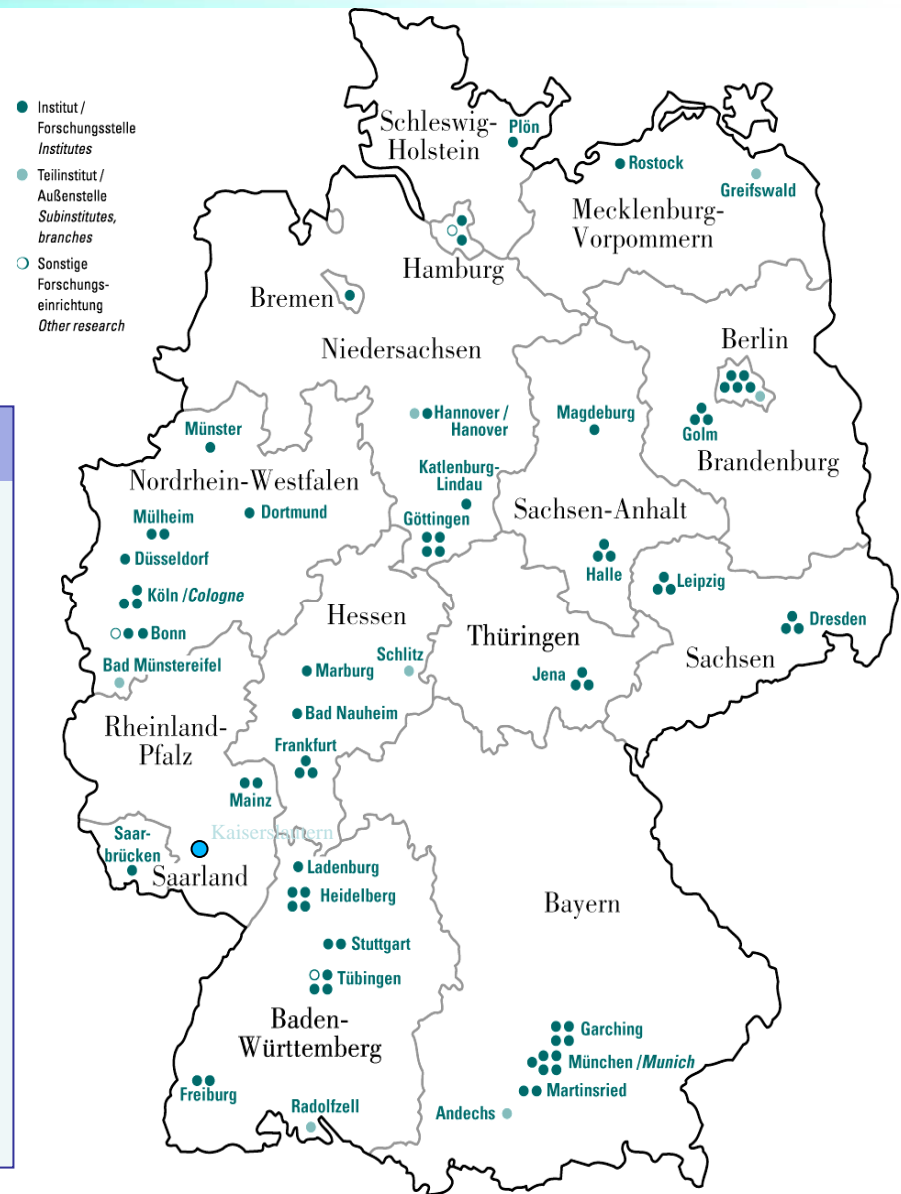 Institut /
Forschungsstelle
Institutes
Teilinstitut /
Außenstelle
Subinstitutes,
branches
Sonstige
Forschungs-
einrichtung
Other research
Schleswig-
Holstein
Plön
Rostock
Greifswald
Mecklenburg-
Vorpommern
Hamburg
Bremen
Niedersachsen
Berlin
Hannover /
Hanover
Magdeburg
Golm
Brandenburg
Münster
Nordrhein-Westfalen
Katlenburg-
Lindau
Dortmund
Mülheim
Göttingen
Sachsen-Anhalt
Düsseldorf
Halle
Leipzig
Köln /Cologne
Hessen
Dresden
Bonn
Thüringen
Sachsen
Bad Münstereifel
Marburg
Schlitz
Jena
Bad Nauheim
Rheinland-
Pfalz
Frankfurt
Mainz
Kaiserslautern
Saar-
brücken
Saarland
Ladenburg
Heidelberg
Bayern
Stuttgart
Tübingen
Baden-
Württemberg
Garching
München /Munich
Martinsried
Freiburg
Radolfzell
Andechs